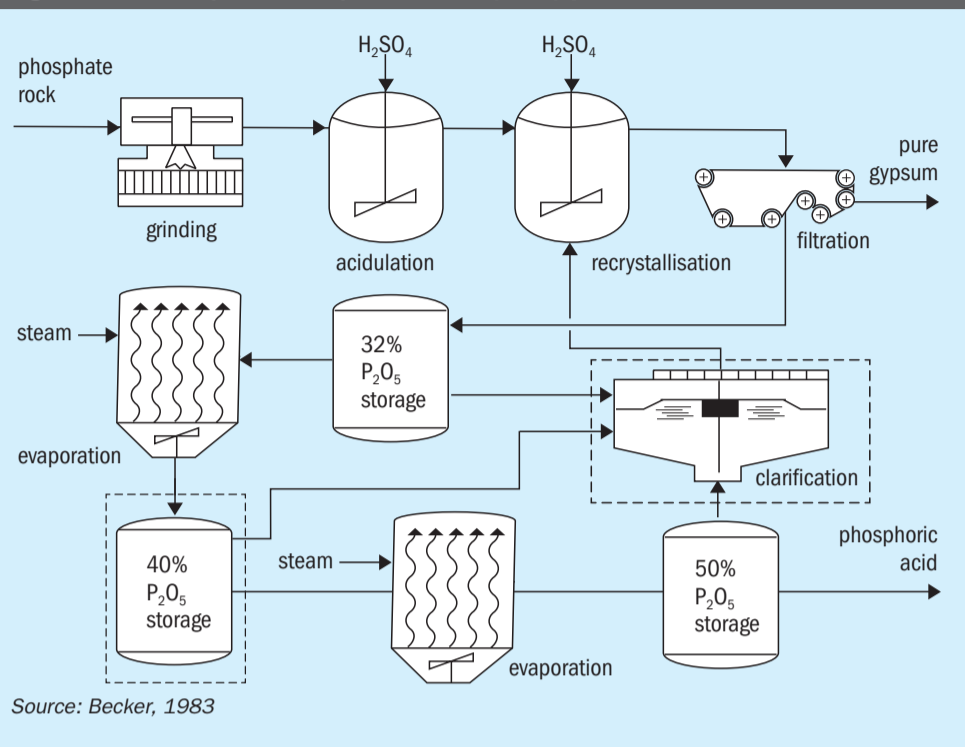 H₂SO₄
H₂SO₄
phosphate
rock
pure
gypsum
grinding
filtration
acidulation
recrystallisation
steam
32%
P₂O₅
storage
evaporation
clarification
phosphoric
acid
40%
P₂O₅
storage
steam
50%
P₂O₅
storage
evaporation
Source: Becker, 1983